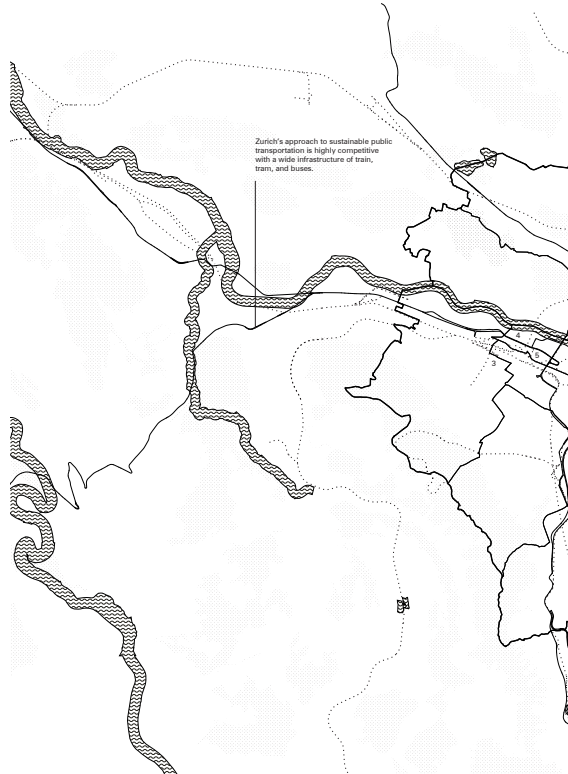 Zurich's approach to sustainable public
transportation is highly competitive
with a wide infrastructure of train,
tram, and buses.
4
5
3